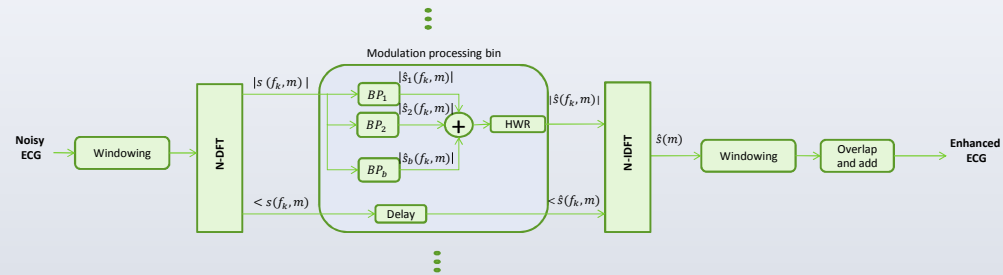 Modulation processing bin
|s (f_k, m) |
|ŝ_1(f_k, m)|
BP_1
|ŝ_2(f_k, m)|
BP_2
|ŝ_b(f_k, m)|
BP_b
+
HWR
|ŝ(f_k, m)|
Noisy
ECG
Windowing
N-DFT
< s(f_k, m)
Delay
< ŝ(f_k, m)
N-IDFT
ŝ(m)
Windowing
Overlap
and add
Enhanced
ECG